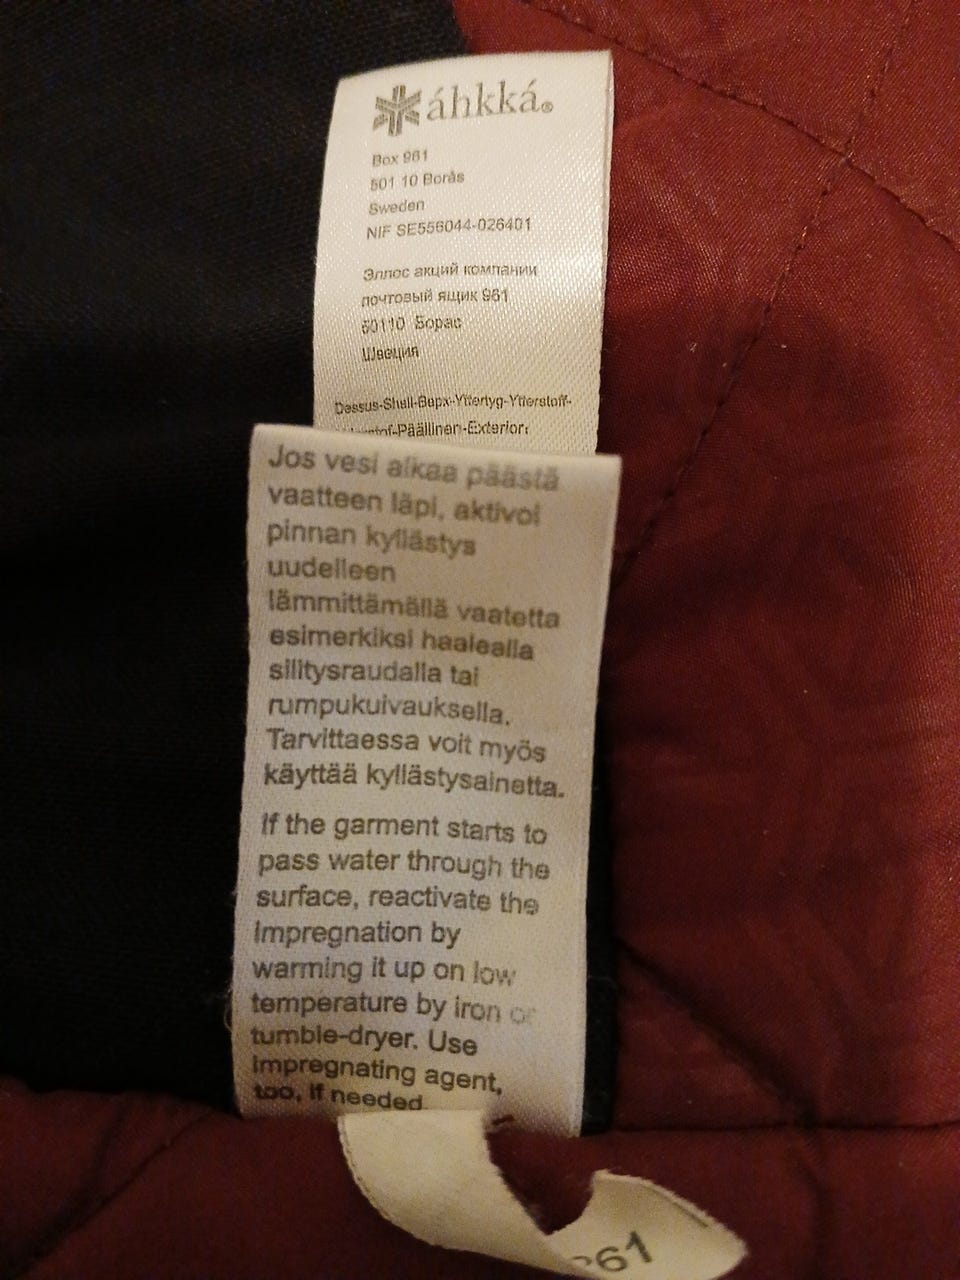 áhkká®
Box 961
501 10 Borås
Sweden
NIF SE556044-026401
Эллос акций компании
почтовый ящик 961
50110 Борас
Швеция
Dessus-Shell-Верх-Yttertyg-Ytterstoff-
-Päällinen-Exterior:
Jos vesi alkaa päästä
vaatteen läpi, aktivoi
pinnan kyllästys
uudelleen
lämmittämällä vaatetta
esimerkiksi haalealla
silitysraudalla tai
rumpukuivauksella.
Tarvittaessa voit myös
käyttää kyllästysainetta.
If the garment starts to
pass water through the
surface, reactivate the
impregnation by
warming it up on low
temperature by iron or
tumble-dryer. Use
impregnating agent,
too, if needed.
61